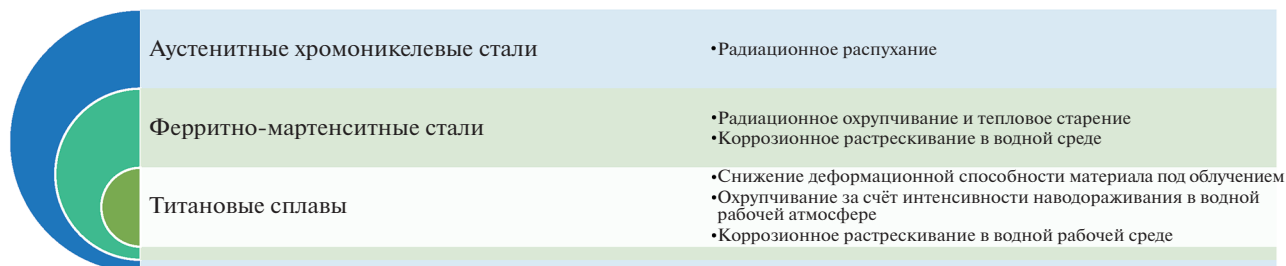 Аустенитные хромоникелевые стали
•Радиационное распухание
Ферритно-мартенситные стали
•Радиационное охрупчивание и тепловое старение
•Коррозионное растрескивание в водной среде
Титановые сплавы
•Снижение деформационной способности материала под облучением
•Охрупчивание за счёт интенсивности наводораживания в водной
рабочей атмосфере
•Коррозионное растрескивание в водной рабочей среде